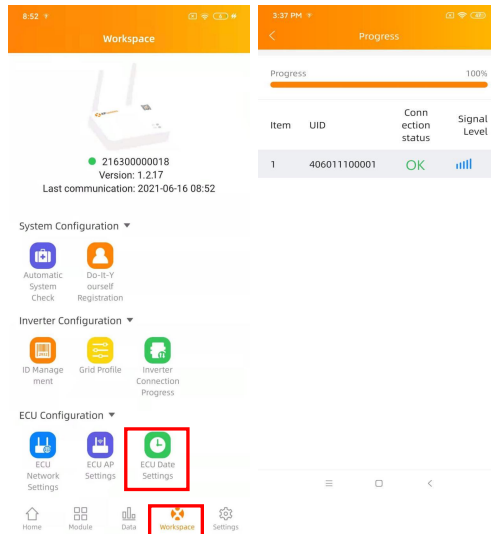 8:52
Workspace
216300000018
Version: 1.2.17
Last communication: 2021-06-16 08:52
System Configuration
Automatic
System
Check
Do-It-Y
ourself
Registration
Inverter Configuration
ID Manage
ment
Grid Profile
Inverter
Connection
Progress
ECU Configuration
ECU
Network
Settings
ECU AP
Settings
ECU Date
Settings
Home
Module
Data
Workspace
Settings
3:37 PM
Progress
Progress
100%
Item
UID
Conn
ection
status
Signal
Level
1
406011100001
OK